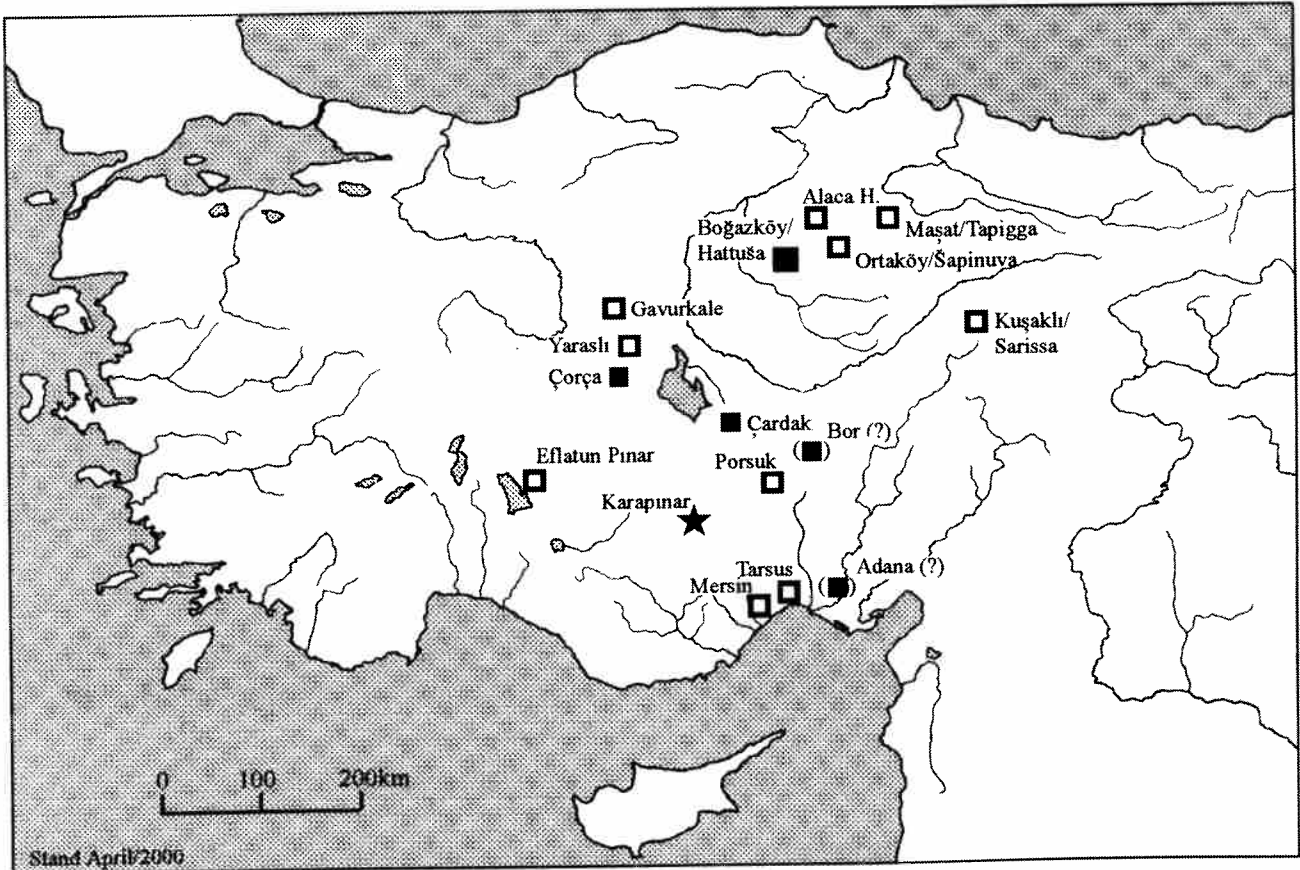 Alaca H.
Boğazköy/
Hattuša
Maşat/Tapigga
Ortaköy/Šapinuva
Gavurkale
Kuşaklı/
Sarissa
Yaraslı
Çorça
Çardak
Bor (?)
( )
Eflatun Pınar
Porsuk
Karapınar
Tarsus
Adana (?)
( )
Mersin
0 100 200km
Stand April/2000